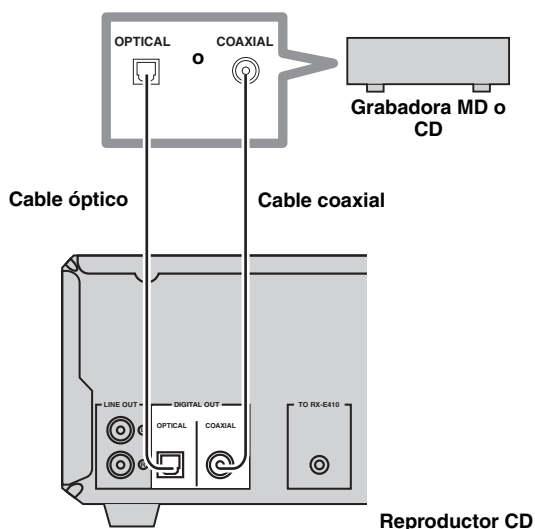 OPTICAL o COAXIAL
Grabadora MD o
CD
Cable óptico
Cable coaxial
LINE OUT
DIGITAL OUT
TO RX-E410
OPTICAL
COAXIAL
R
Reproductor CD